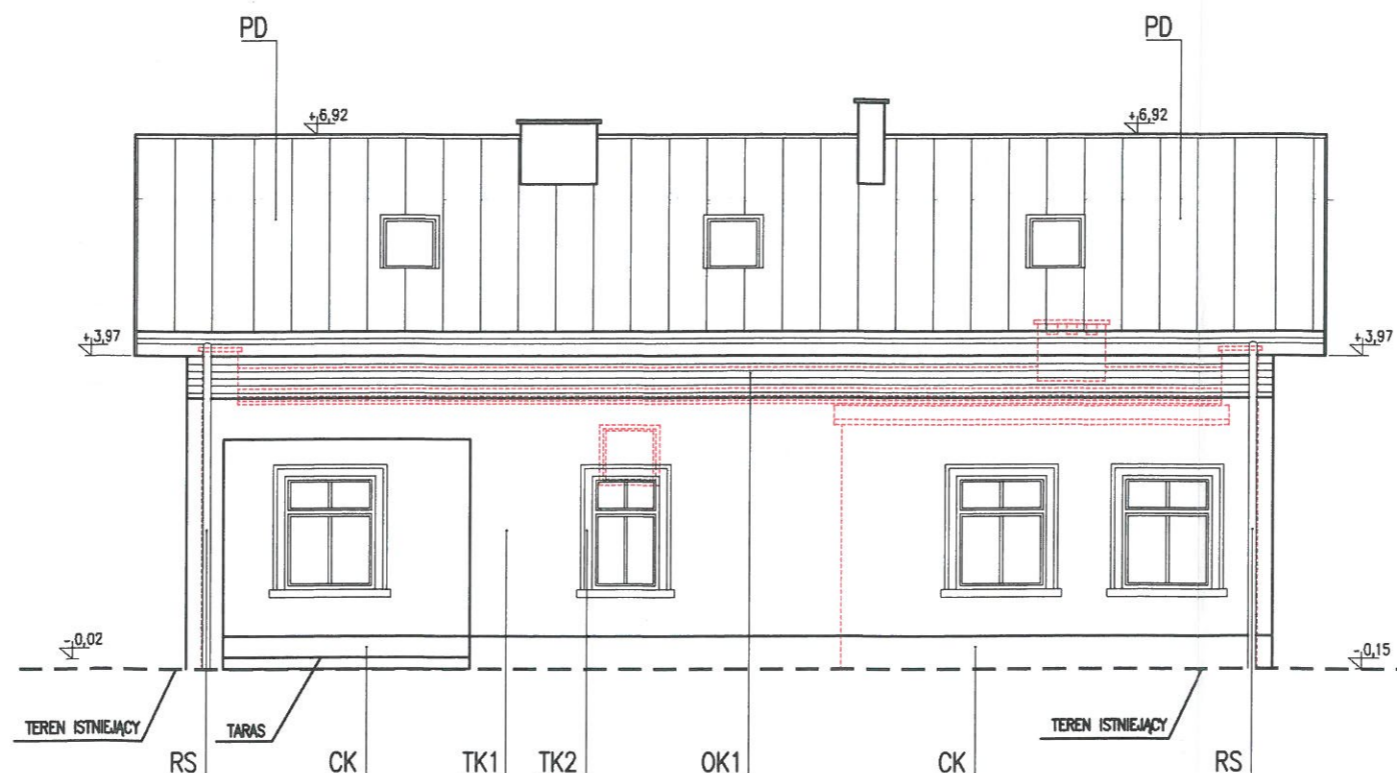 PD
PD
+6,92
+6,92
+3,97
+3,97
-0,02
-0,15
TEREN ISTNIEJĄCY
TARAS
TEREN ISTNIEJĄCY
RS
CK
TK1
TK2
OK1
CK
RS